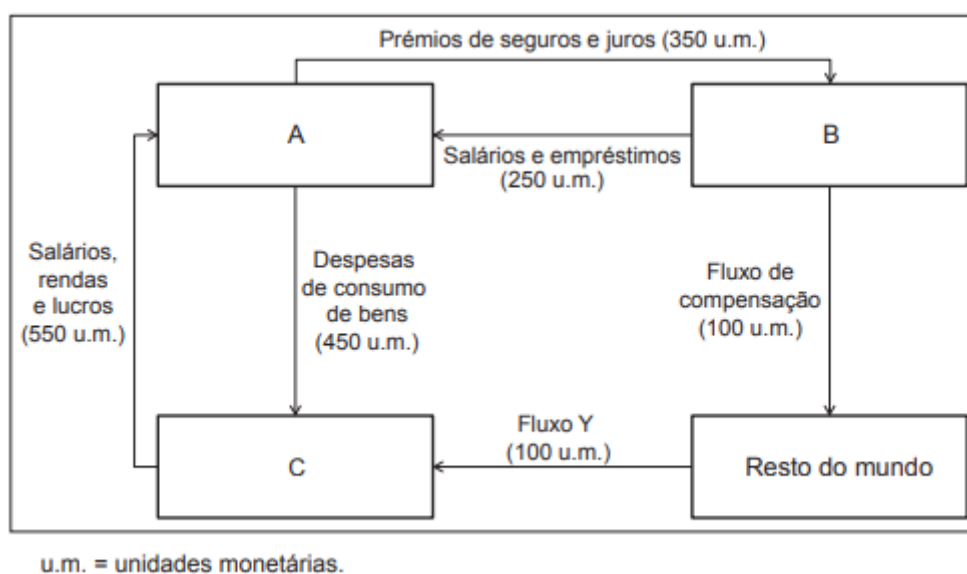 Prémios de seguros e juros (350 u.m.)
A
B
Salários e empréstimos
(250 u.m.)
Salários,
rendas
e lucros
(550 u.m.)
Despesas
de consumo
de bens
(450 u.m.)
Fluxo de
compensação
(100 u.m.)
Fluxo Y
(100 u.m.)
C
Resto do mundo
u.m. = unidades monetárias.